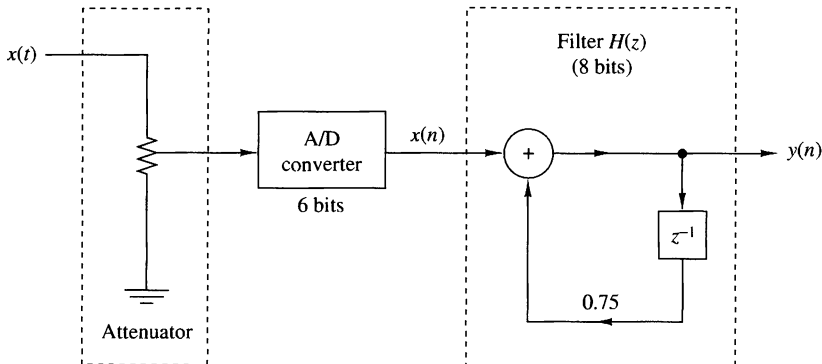 x(t)
Attenuator
A/D
converter
6 bits
x(n)
Filter H(z)
(8 bits)
+
z⁻¹
0.75
y(n)